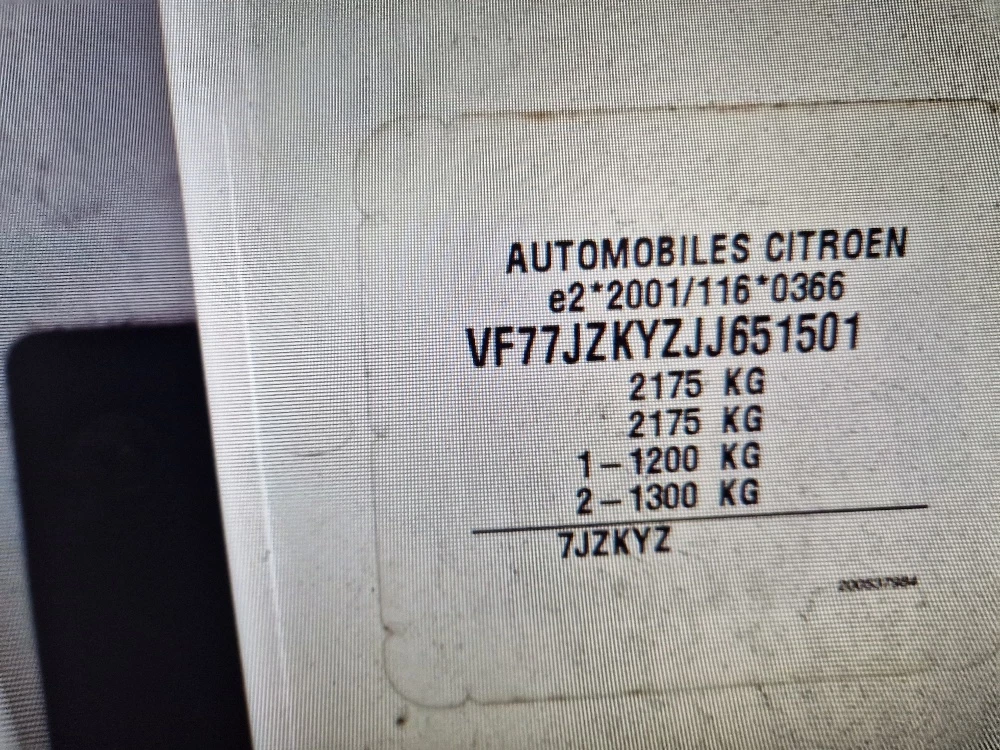 AUTOMOBILES CITROEN
e2*2001/116*0366
VF77JZKYZJJ651501
2175 KG
2175 KG
1-1200 KG
2-1300 KG
7JZKYZ